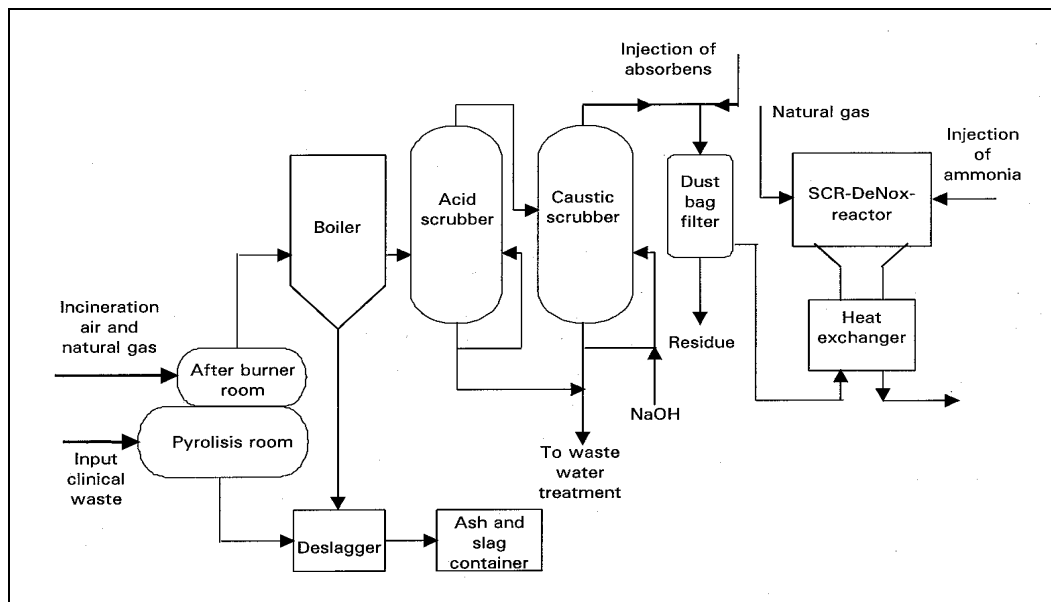 Injection of
absorbens
Natural gas
Injection
of
ammonia
SCR-DeNox-
reactor
Dust
bag
filter
Acid
scrubber
Caustic
scrubber
Boiler
Incineration
air and
natural gas
Heat
exchanger
Residue
After burner
room
NaOH
Pyrolisis room
Input
clinical
waste
To waste
water
treatment
Deslagger
Ash and
slag
container